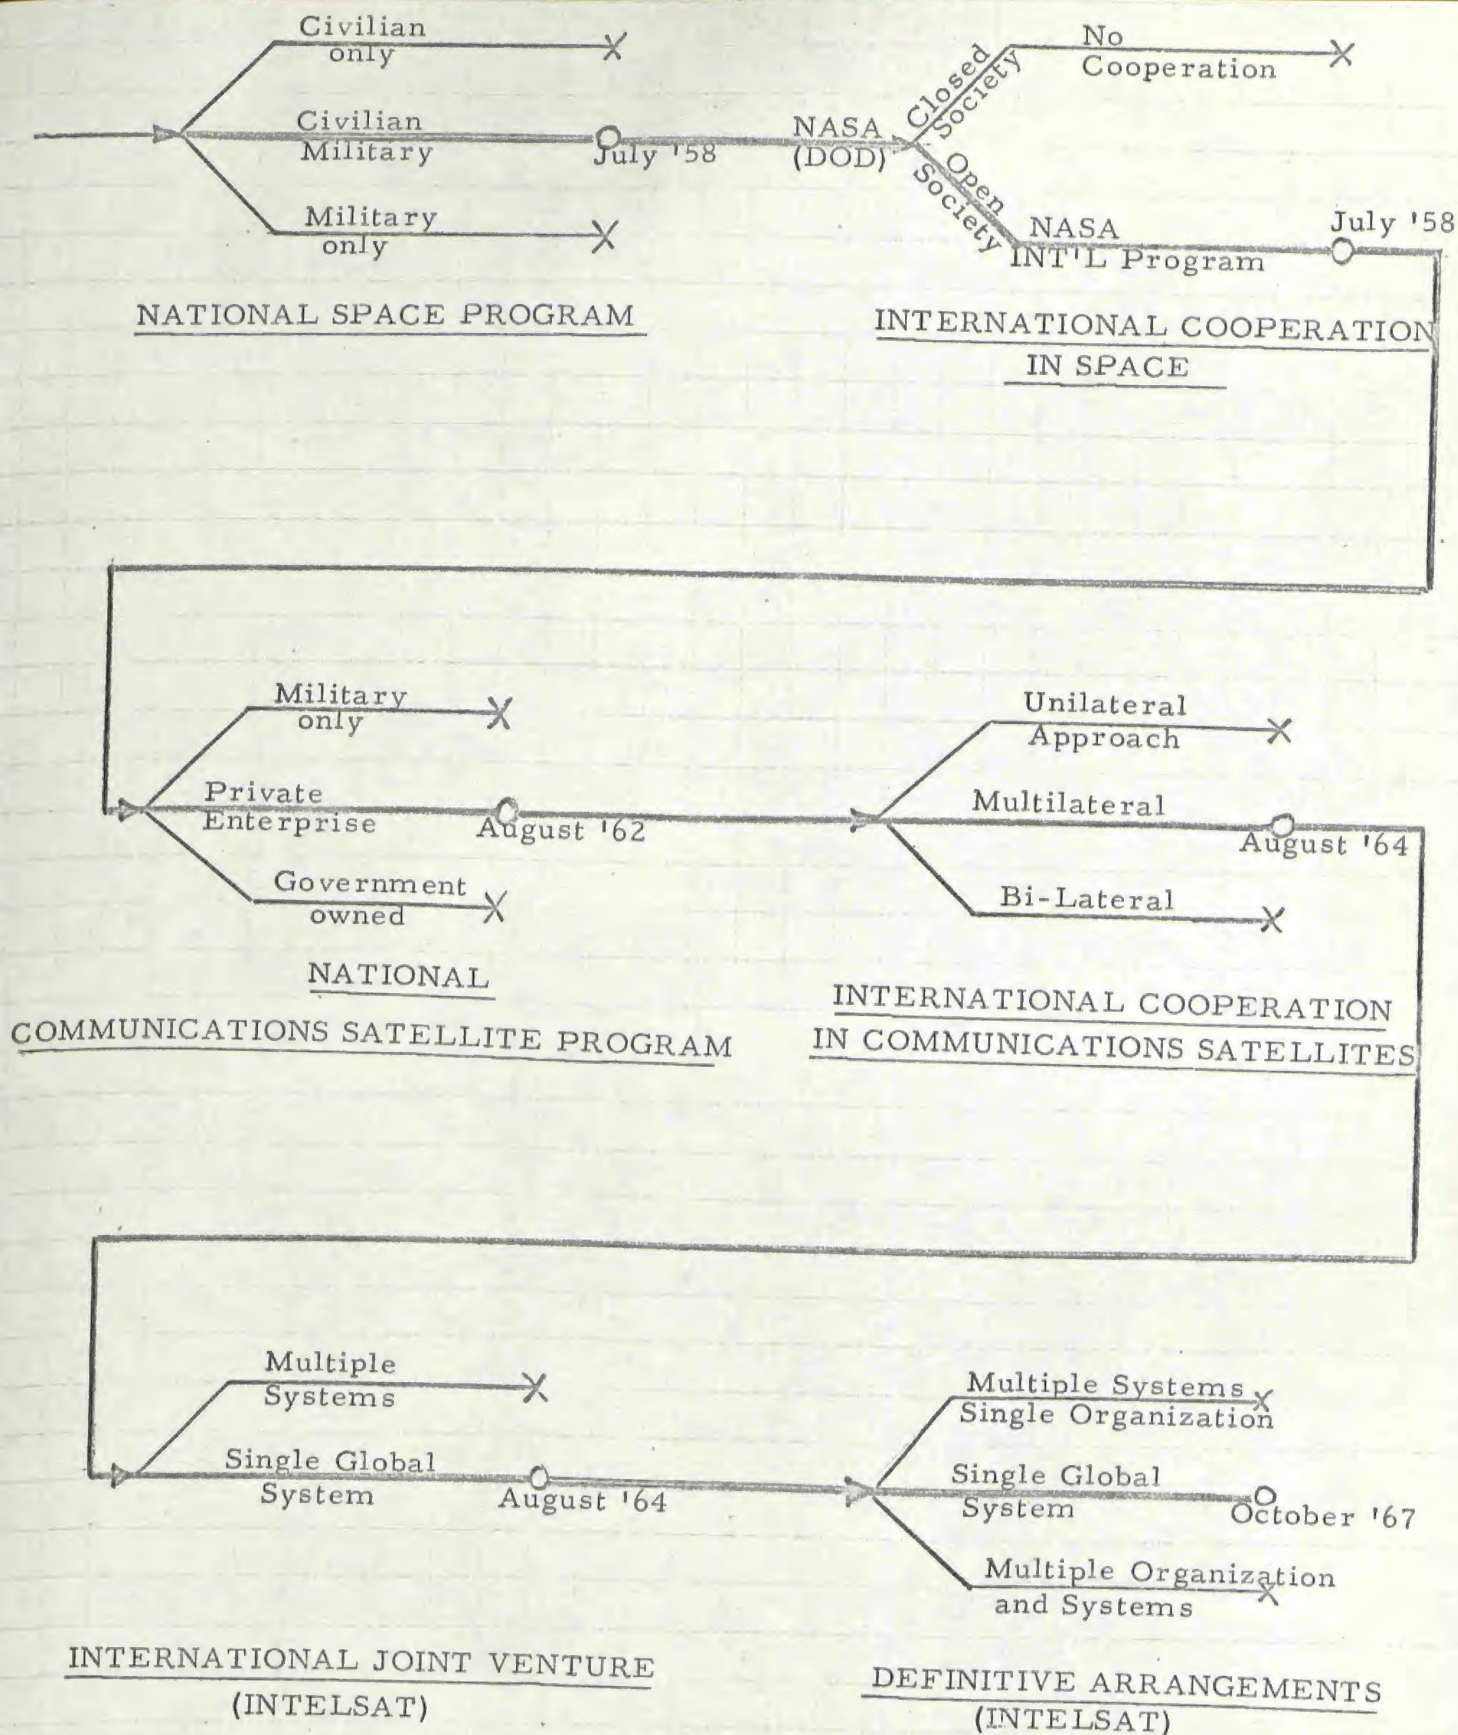 Civilian
only
Civilian
Military
July '58
Military
only
NATIONAL SPACE PROGRAM
NASA
(DOD)
Closed
Society
No
Cooperation
Open
Society
NASA
INT'L Program
July '58
INTERNATIONAL COOPERATION
IN SPACE
Military
only
Private
Enterprise
August '62
Government
owned
NATIONAL
COMMUNICATIONS SATELLITE PROGRAM
Unilateral
Approach
Multilateral
August '64
Bi-Lateral
INTERNATIONAL COOPERATION
IN COMMUNICATIONS SATELLITES
Multiple
Systems
Single Global
System
August '64
INTERNATIONAL JOINT VENTURE
(INTELSAT)
Multiple Systems
Single Organization
Single Global
System
October '67
Multiple Organization
and Systems
DEFINITIVE ARRANGEMENTS
(INTELSAT)